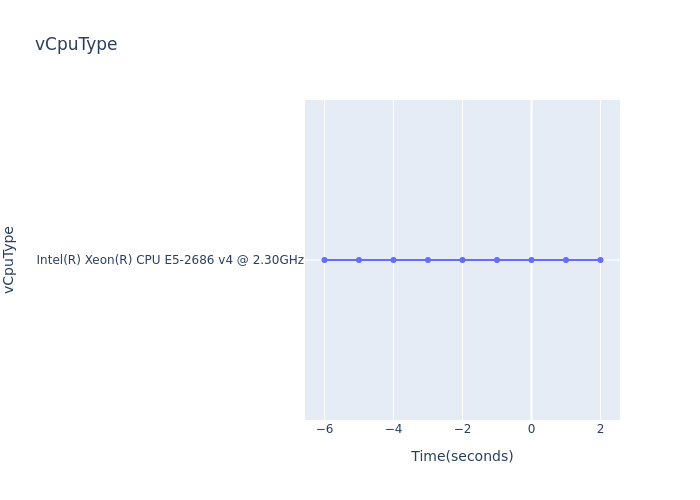 vCpuType
vCpuType
Intel(R) Xeon(R) CPU E5-2686 v4 @ 2.30GHz
−6
−4
−2
0
2
Time(seconds)